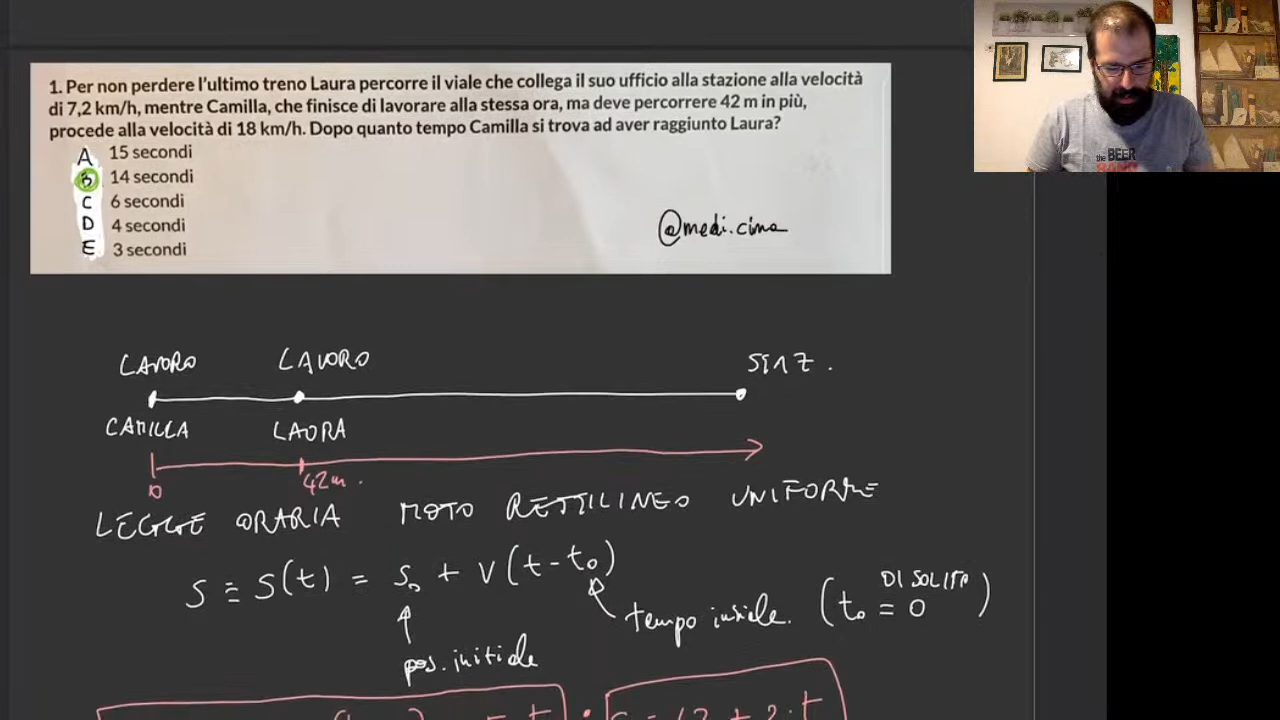 1. Per non perdere l'ultimo treno Laura percorre il viale che collega il suo ufficio alla stazione alla velocità
di 7,2 km/h, mentre Camilla, che finisce di lavorare alla stessa ora, ma deve percorrere 42 m in più,
procede alla velocità di 18 km/h. Dopo quanto tempo Camilla si trova ad aver raggiunto Laura?
A 15 secondi
B 14 secondi
C 6 secondi
D 4 secondi
E 3 secondi
@medi.cina
the BEER
LAVORO LAVORO STAZ.
CAMILLA LAURA
0 42m.
LEGGE ORARIA MOTO RETTILINEO UNIFORME
S ≡ S(t) = S₀ + V(t-t₀)
DI SOLITO
tempo iniziale. (t₀ = 0)
pos. iniziale